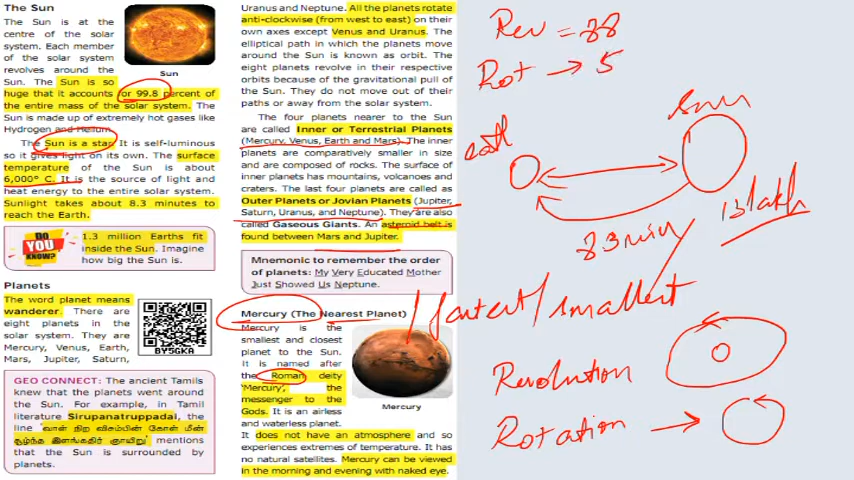 The Sun
The Sun is at the
centre of the solar
system. Each member
of the solar system
revolves around the
Sun. The Sun is so
huge that it accounts for 99.8 percent of
the entire mass of the solar system. The
Sun is made up of extremely hot gases like
Hydrogen and Helium.
Sun
The Sun is a star. It is self-luminous
so it gives light on its own. The surface
temperature of the Sun is about
6,000° C. It is the source of light and
heat energy to the entire solar system.
Sunlight takes about 8.3 minutes to
reach the Earth.
DO
YOU
KNOW?
1.3 million Earths fit
inside the Sun. Imagine
how big the Sun is.
Planets
The word planet means
wanderer. There are
eight planets in the
solar system. They are
Mercury, Venus, Earth,
Mars, Jupiter, Saturn,
BY5GKA
GEO CONNECT: The ancient Tamils
knew that the planets went around
the Sun. For example, in Tamil
literature Sirupanatruppadai, the
line 'வான் நிற விசும்பின் கோள் மீன்
சூழ்ந்த இளங்கதிர் ஞாயிறு' mentions
that the Sun is surrounded by
planets.
Uranus and Neptune. All the planets rotate
anti-clockwise (from west to east) on their
own axes except Venus and Uranus. The
elliptical path in which the planets move
around the Sun is known as orbit. The
eight planets revolve in their respective
orbits because of the gravitational pull of
the Sun. They do not move out of their
paths or away from the solar system.
The four planets nearer to the Sun
are called Inner or Terrestrial Planets
(Mercury, Venus, Earth and Mars). The inner
planets are comparatively smaller in size
and are composed of rocks. The surface of
inner planets has mountains, volcanoes and
craters. The last four planets are called as
Outer Planets or Jovian Planets (Jupiter,
Saturn, Uranus, and Neptune). They are also
called Gaseous Giants. An asteroid belt is
found between Mars and Jupiter.
Mnemonic to remember the order
of planets: My Very Educated Mother
Just Showed Us Neptune.
Mercury (The Nearest Planet)
Mercury is the
smallest and closest
planet to the Sun.
It is named after
the Roman deity
'Mercury', the
messenger to the
Gods. It is an airless
and waterless planet.
Mercury
It does not have an atmosphere and so
experiences extremes of temperature. It has
no natural satellites. Mercury can be viewed
in the morning and evening with naked eye.
Rev = 88
Rot → 5
Sun
eath
13 lakh
8.3 min
/ fastest / smallest
Revolution
Rotation →